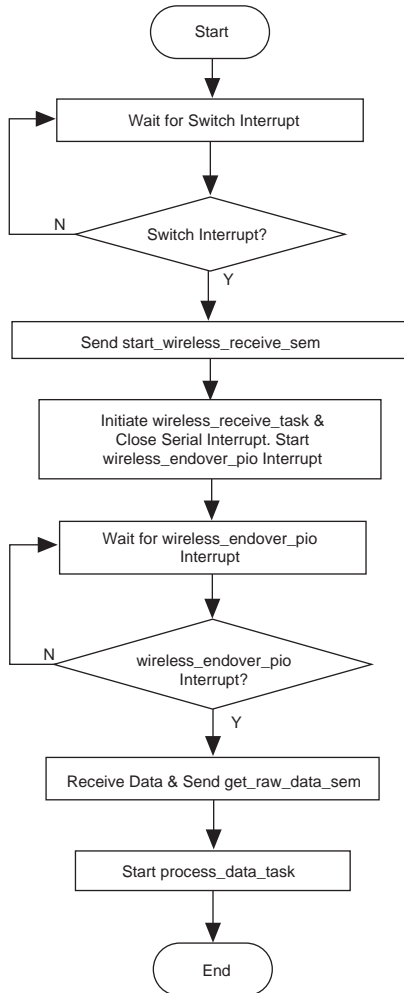 Start
Wait for Switch Interrupt
N
Switch Interrupt?
Y
Send start_wireless_receive_sem
Initiate wireless_receive_task &
Close Serial Interrupt. Start
wireless_endover_pio Interrupt
Wait for wireless_endover_pio
Interrupt
N
wireless_endover_pio
Interrupt?
Y
Receive Data & Send get_raw_data_sem
Start process_data_task
End